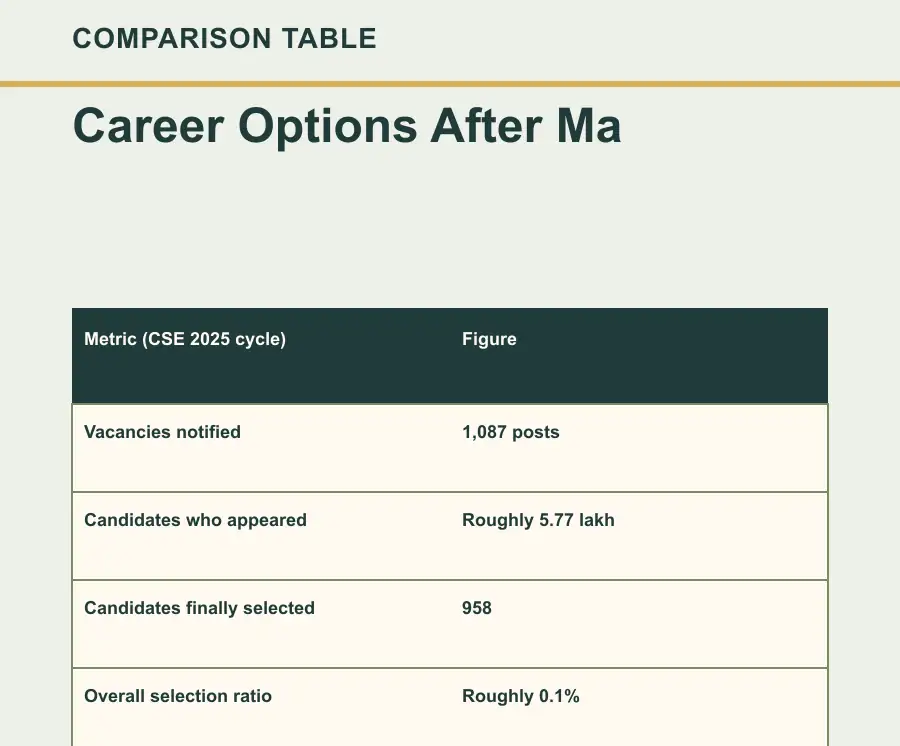 COMPARISON TABLE
Career Options After Ma
Metric (CSE 2025 cycle) Figure
Vacancies notified 1,087 posts
Candidates who appeared Roughly 5.77 lakh
Candidates finally selected 958
Overall selection ratio Roughly 0.1%